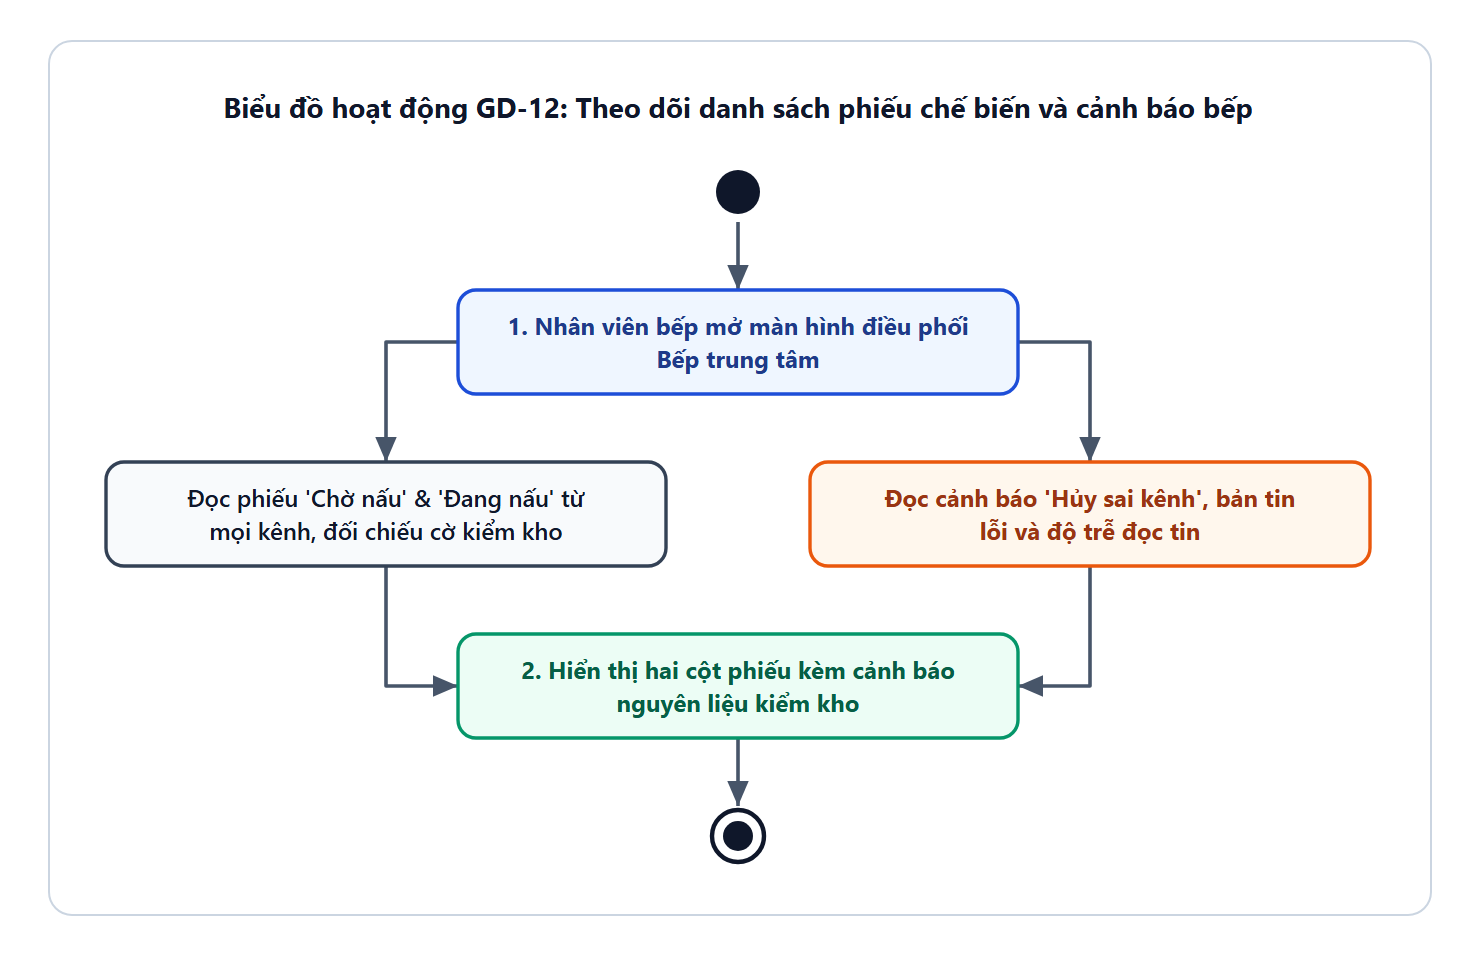 Biểu đồ hoạt động GD-12: Theo dõi danh sách phiếu chế biến và cảnh báo bếp
1. Nhân viên bếp mở màn hình điều phối
Bếp trung tâm
Đọc phiếu 'Chờ nấu' & 'Đang nấu' từ
mọi kênh, đối chiếu cờ kiểm kho
Đọc cảnh báo 'Hủy sai kênh', bản tin
lỗi và độ trễ đọc tin
2. Hiển thị hai cột phiếu kèm cảnh báo
nguyên liệu kiểm kho